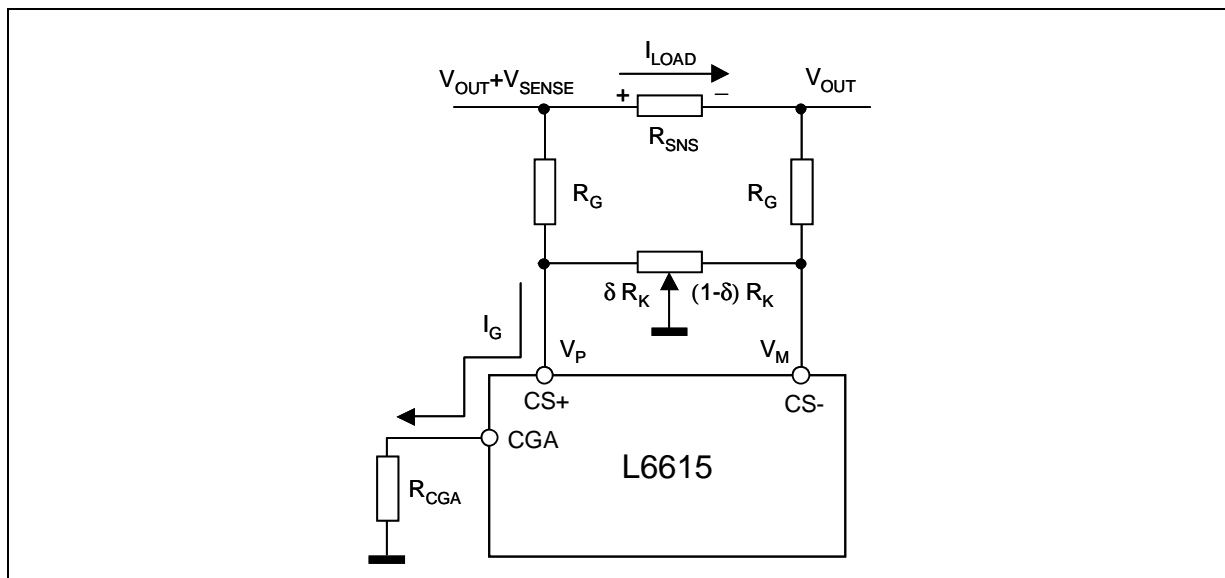 I_LOAD
V_OUT+V_SENSE
V_OUT
+
−
R_SNS
R_G
R_G
δ R_K
(1-δ) R_K
I_G
V_P
V_M
CS+
CS-
CGA
L6615
R_CGA